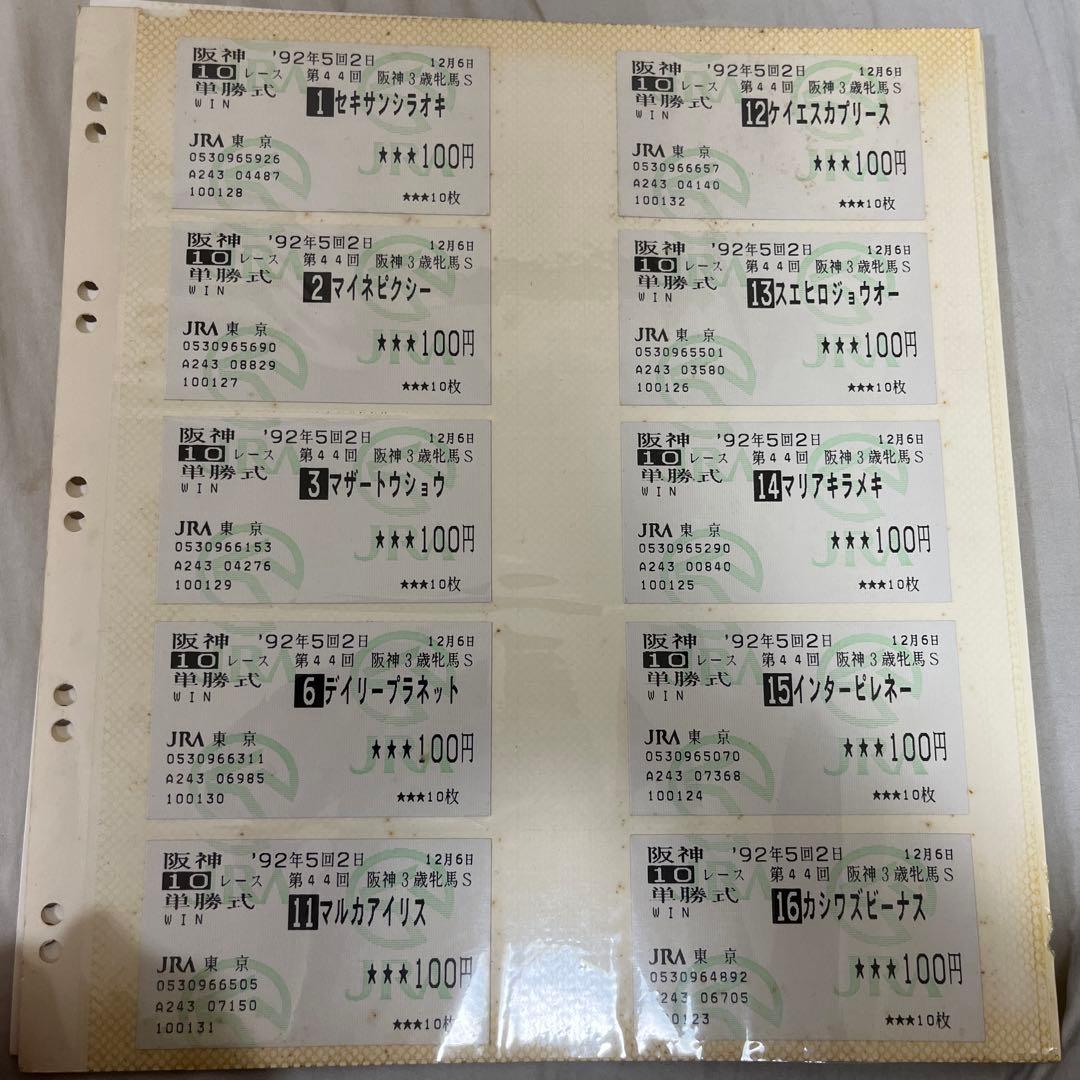 阪神 '92年5回2日 12月6日
10 レース 第44回 阪神3歳牝馬S
単勝式
WIN
1 セキサンシラオキ
JRA 東京
0530965926
★★★100円
A243 04487
100128
★★★10枚
阪神 '92年5回2日 12月6日
10 レース 第44回 阪神3歳牝馬S
単勝式
WIN
2 マイネピクシー
JRA 東京
0530965690
★★★100円
A243 08829
100127
★★★10枚
阪神 '92年5回2日 12月6日
10 レース 第44回 阪神3歳牝馬S
単勝式
WIN
3 マザートウショウ
JRA 東京
0530966153
★★★100円
A243 04276
100129
★★★10枚
阪神 '92年5回2日 12月6日
10 レース 第44回 阪神3歳牝馬S
単勝式
WIN
6 デイリープラネット
JRA 東京
0530966311
★★★100円
A243 06985
100130
★★★10枚
阪神 '92年5回2日 12月6日
10 レース 第44回 阪神3歳牝馬S
単勝式
WIN
11 マルカアイリス
JRA 東京
0530966505
★★★100円
A243 07150
100131
★★★10枚
阪神 '92年5回2日 12月6日
10 レース 第44回 阪神3歳牝馬S
単勝式
WIN
12 ケイエスカプリース
JRA 東京
0530966657
★★★100円
A243 04140
100132
★★★10枚
阪神 '92年5回2日 12月6日
10 レース 第44回 阪神3歳牝馬S
単勝式
WIN
13 スエヒロジョウオー
JRA 東京
0530965501
★★★100円
A243 03580
100126
★★★10枚
阪神 '92年5回2日 12月6日
10 レース 第44回 阪神3歳牝馬S
単勝式
WIN
14 マリアキラメキ
JRA 東京
0530965290
★★★100円
A243 00840
100125
★★★10枚
阪神 '92年5回2日 12月6日
10 レース 第44回 阪神3歳牝馬S
単勝式
WIN
15 インターピレネー
JRA 東京
0530965070
★★★100円
A243 07368
100124
★★★10枚
阪神 '92年5回2日 12月6日
10 レース 第44回 阪神3歳牝馬S
単勝式
WIN
16 カシワズビーナス
JRA 東京
0530964892
★★★100円
A243 06705
100123
★★★10枚